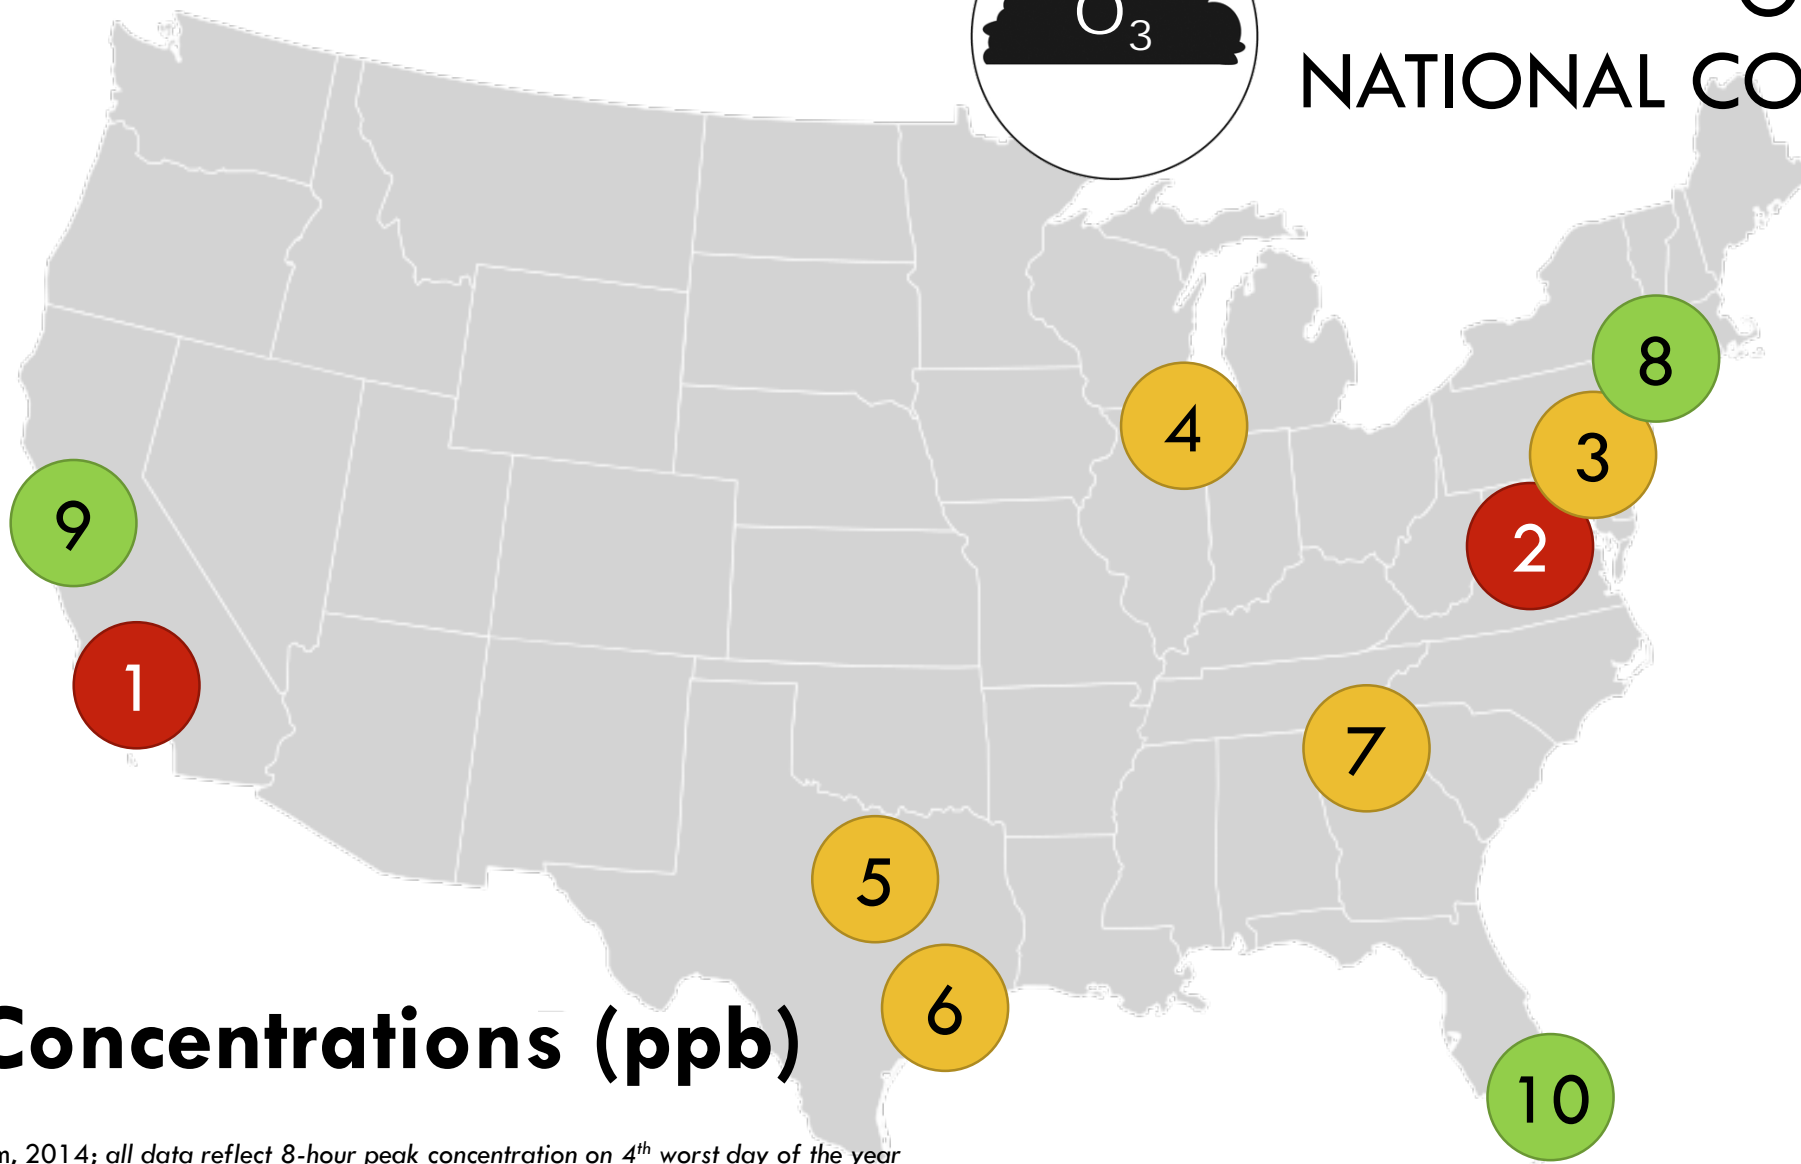 O₃
NATIONAL
8
4
3
9
2
1
7
5
6
Concentrations (ppb)
10
2014; all data reflect 8-hour peak concentration on 4th worst day of the year